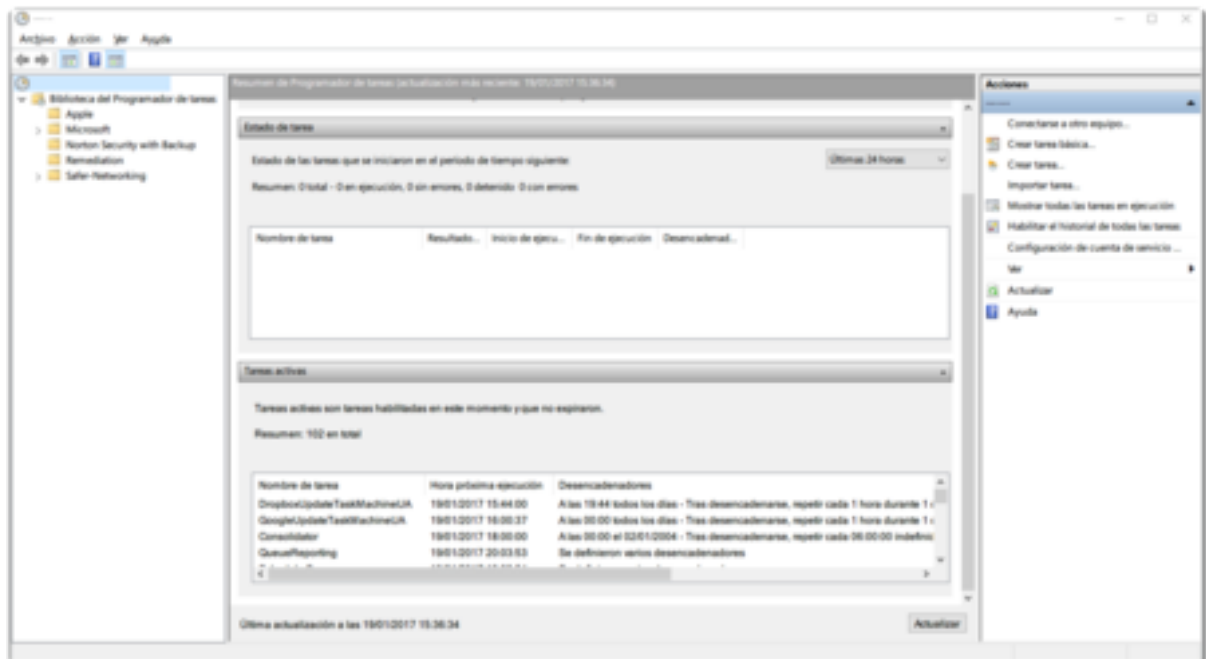 Archivo Acción Ver Ayuda
Biblioteca del Programador de tareas
Apple
Microsoft
Norton Security with Backup
Remediation
Safer-Networking
Resumen de Programador de tareas (actualización más reciente: 19/01/2017 15:36:34)
Estado de tarea
Estado de las tareas que se iniciaron en el período de tiempo siguiente:
Últimas 24 horas
Resumen: 0 total - 0 en ejecución, 0 sin errores, 0 detenido 0 con errores
Nombre de tarea Resultado... Inicio de ejecu... Fin de ejecución Desencadenad...
Tareas activas
Tareas activas son tareas habilitadas en este momento y que no expiraron.
Resumen: 102 en total
Nombre de tarea Hora próxima ejecución Desencadenadores
DropboxUpdateTaskMachineUA 19/01/2017 15:44:00 A las 19:44 todos los días - Tras desencadenarse, repetir cada 1 hora durante 1
GoogleUpdateTaskMachineUA 19/01/2017 16:00:37 A las 00:00 todos los días - Tras desencadenarse, repetir cada 1 hora durante 1
Consolidator 19/01/2017 18:00:00 A las 00:00 el 02/01/2004 - Tras desencadenarse, repetir cada 06:00:00 indefinid
QueueReporting 19/01/2017 20:03:53 Se definieron varios desencadenadores
Última actualización a las 19/01/2017 15:36:34
Actualizar
Acciones
Conectarse a otro equipo...
Crear tarea básica...
Crear tarea...
Importar tarea...
Mostrar todas las tareas en ejecución
Habilitar el historial de todas las tareas
Configuración de cuenta de servicio ...
Ver
Actualizar
Ayuda